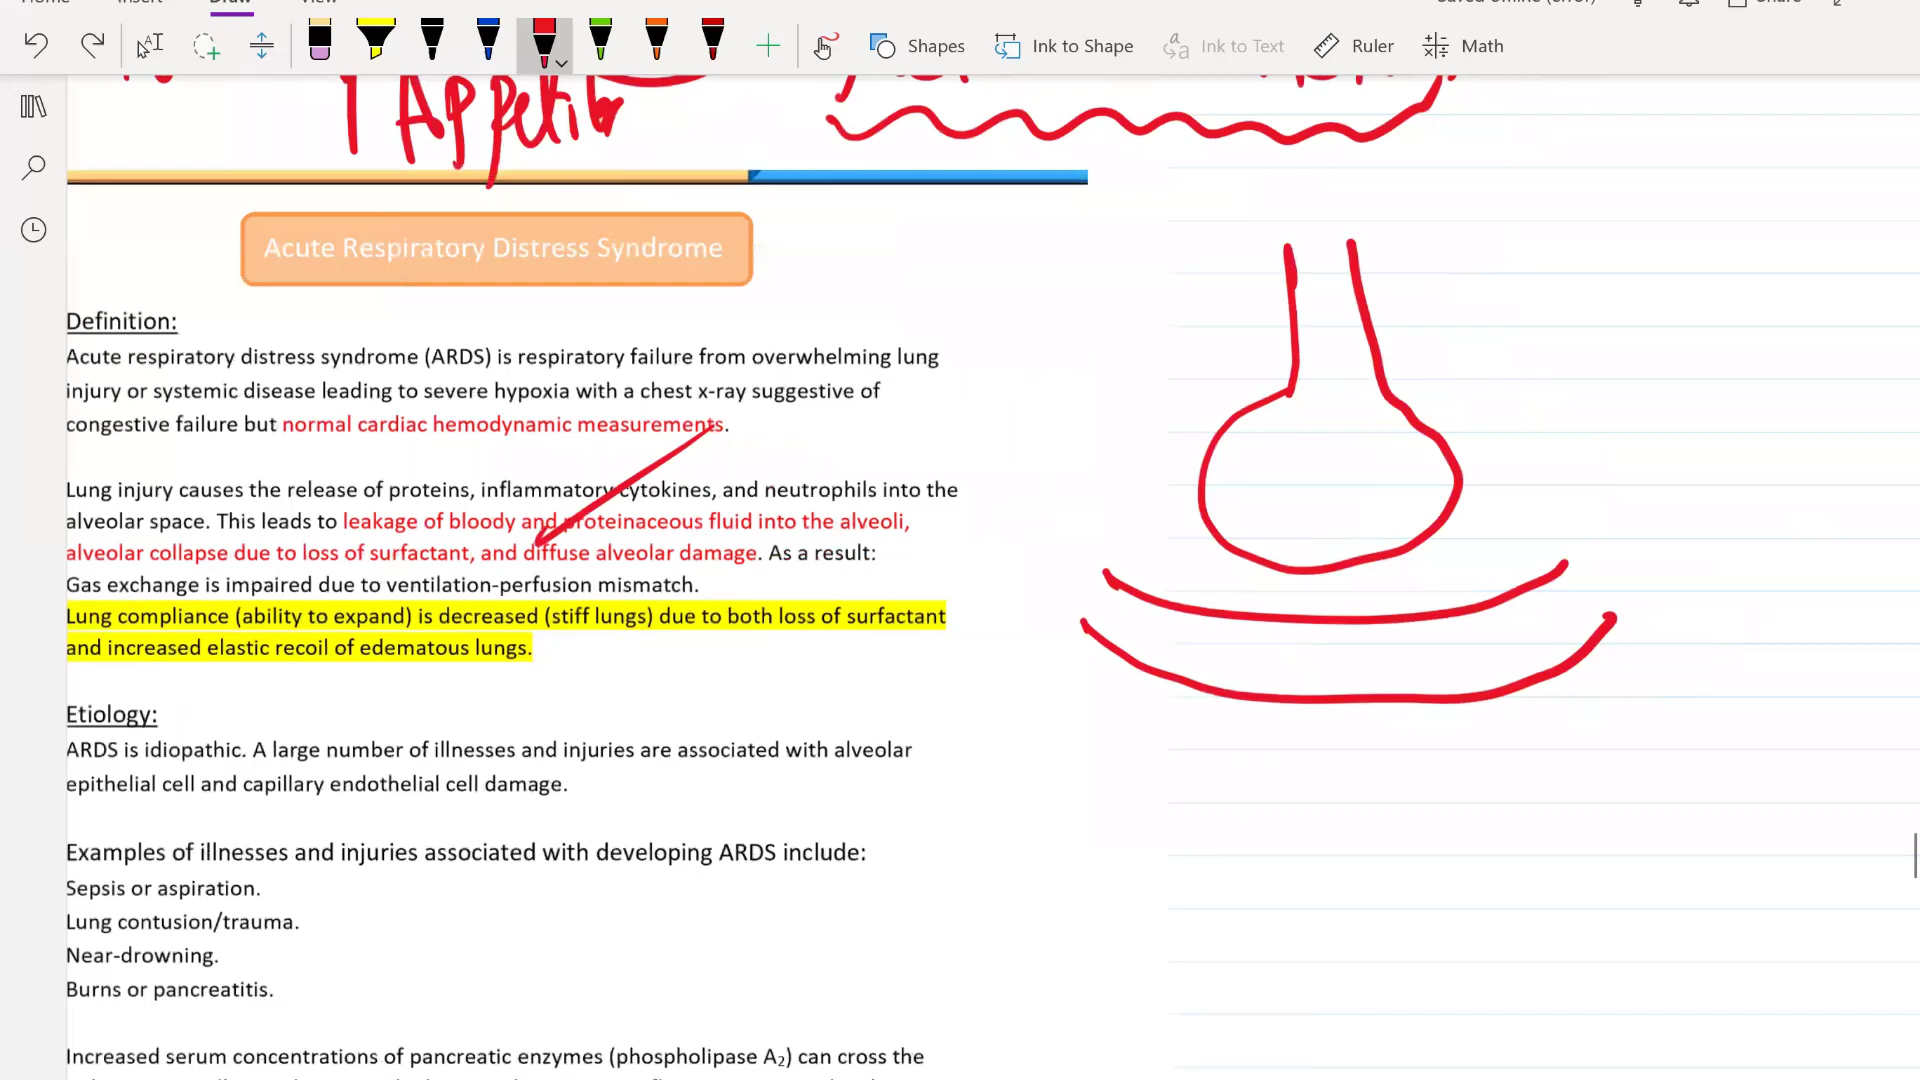 Draw
Shapes
Ink to Shape
Ink to Text
Ruler
Math
Appetite
Acute Respiratory Distress Syndrome
Definition:
Acute respiratory distress syndrome (ARDS) is respiratory failure from overwhelming lung
injury or systemic disease leading to severe hypoxia with a chest x-ray suggestive of
congestive failure but normal cardiac hemodynamic measurements.
Lung injury causes the release of proteins, inflammatory cytokines, and neutrophils into the
alveolar space. This leads to leakage of bloody and proteinaceous fluid into the alveoli,
alveolar collapse due to loss of surfactant, and diffuse alveolar damage. As a result:
Gas exchange is impaired due to ventilation-perfusion mismatch.
Lung compliance (ability to expand) is decreased (stiff lungs) due to both loss of surfactant
and increased elastic recoil of edematous lungs.
Etiology:
ARDS is idiopathic. A large number of illnesses and injuries are associated with alveolar
epithelial cell and capillary endothelial cell damage.
Examples of illnesses and injuries associated with developing ARDS include:
Sepsis or aspiration.
Lung contusion/trauma.
Near-drowning.
Burns or pancreatitis.
Increased serum concentrations of pancreatic enzymes (phospholipase A₂) can cross the